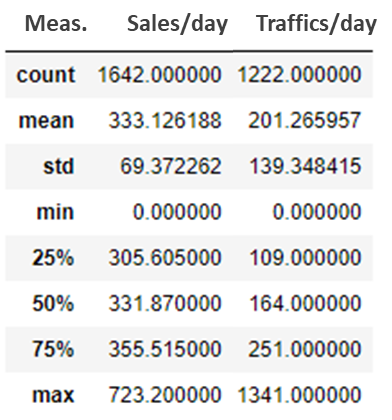 Meas. Sales/day Traffics/day
count 1642.000000 1222.000000
mean 333.126188 201.265957
std 69.372262 139.348415
min 0.000000 0.000000
25% 305.605000 109.000000
50% 331.870000 164.000000
75% 355.515000 251.000000
max 723.200000 1341.000000